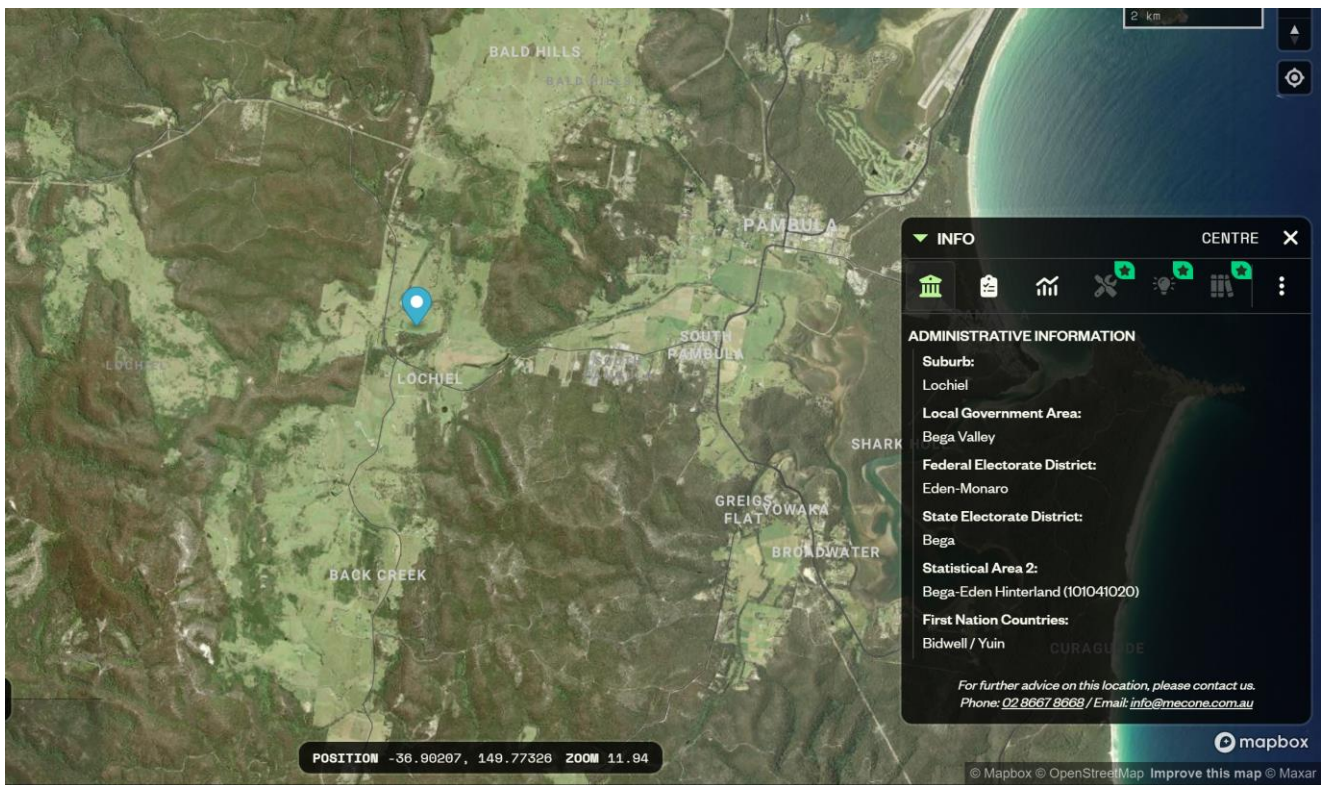 2 km
BALD HILLS
BALD HILLS
PAMBULA
SOUTH
PAMBULA
LOCHIEL
LOCHIEL
SHARK
GREIGS
FLAT
YOWAKA
BROADWATER
BACK CREEK
INFO
CENTRE
ADMINISTRATIVE INFORMATION
Suburb:
Lochiel
Local Government Area:
Bega Valley
Federal Electorate District:
Eden-Monaro
State Electorate District:
Bega
Statistical Area 2:
Bega-Eden Hinterland (101041020)
First Nation Countries:
Bidwell / Yuin
For further advice on this location, please contact us.
Phone: 02 8667 8668 / Email: info@mecone.com.au
POSITION -36.90207, 149.77326 ZOOM 11.94
mapbox
© Mapbox © OpenStreetMap Improve this map © Maxar